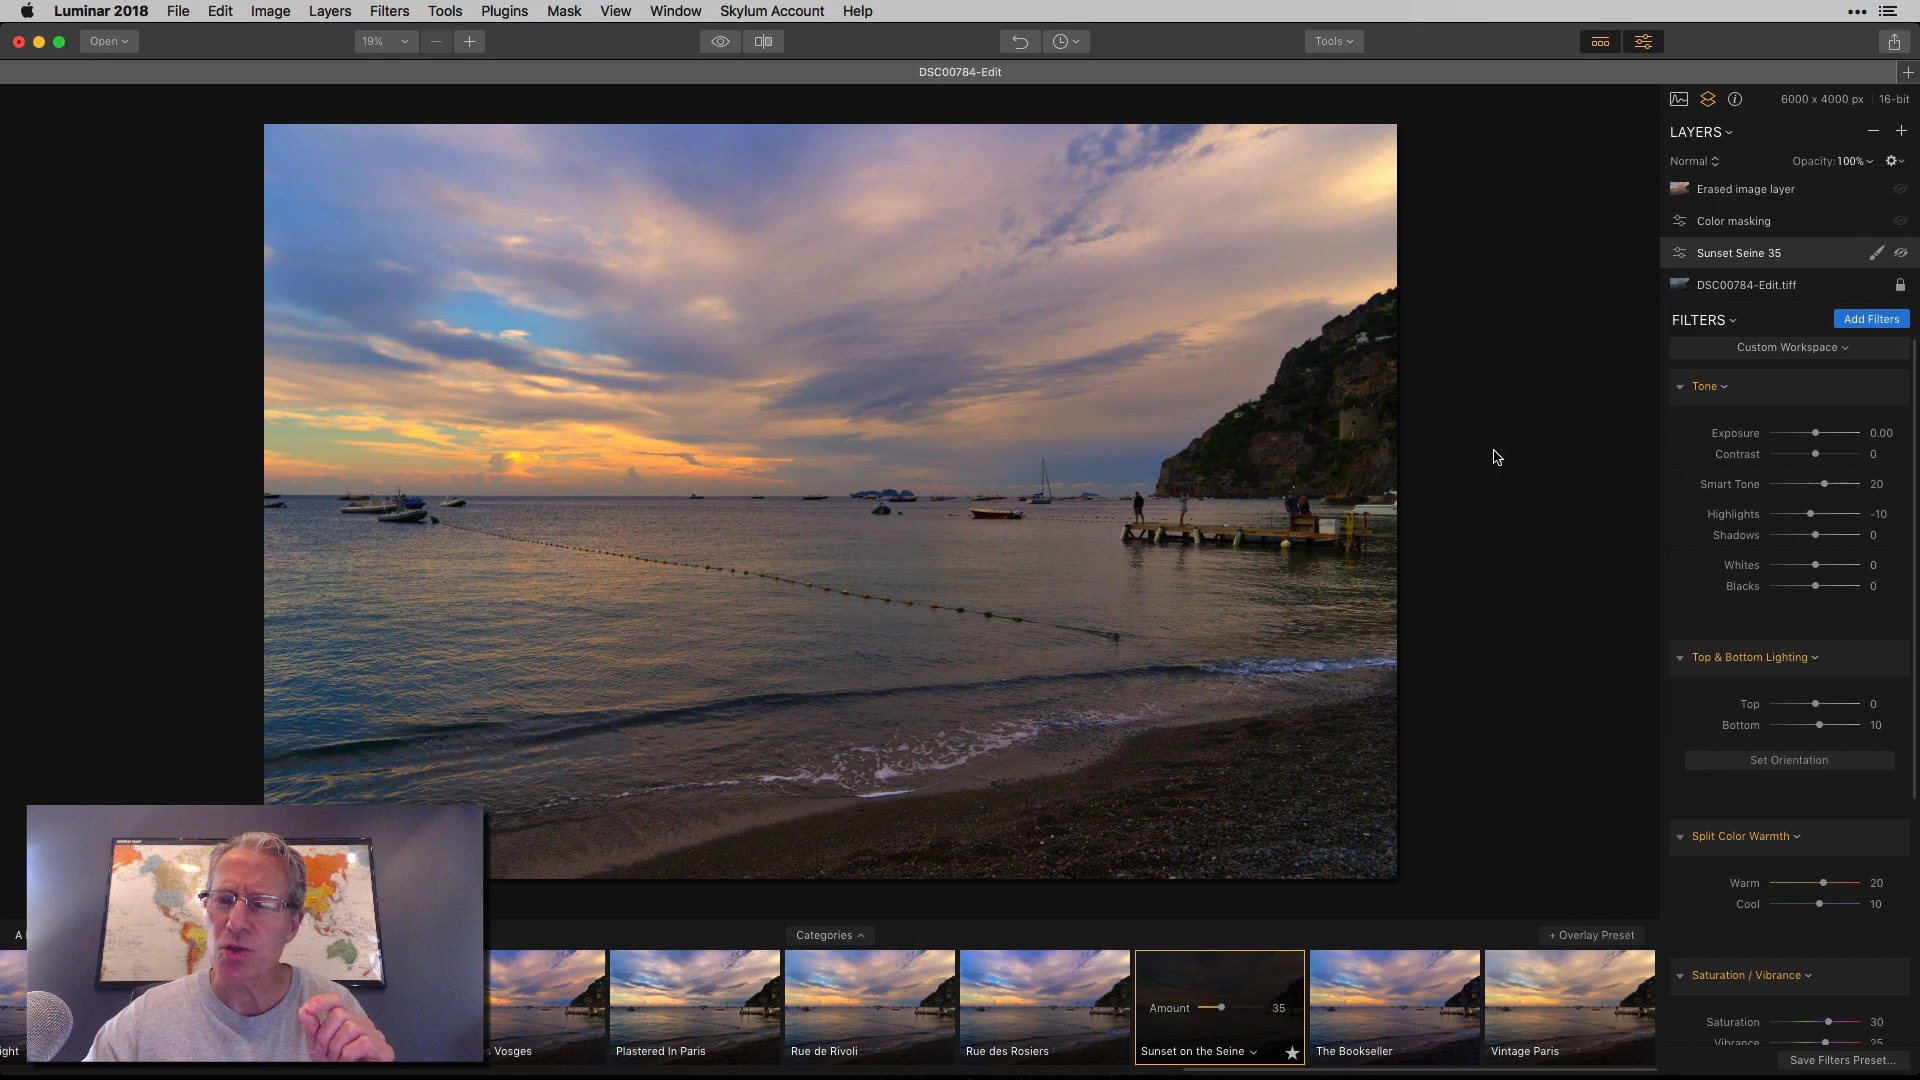 Luminar 2018 File Edit Image Layers Filters Tools Plugins Mask View Window Skylum Account Help
Open 19% Tools
DSC00784-Edit
6000 x 4000 px 16-bit
LAYERS
Normal Opacity: 100%
Erased image layer
Color masking
Sunset Seine 35
DSC00784-Edit.tiff
FILTERS Add Filters
Custom Workspace
Tone
Exposure 0.00
Contrast 0
Smart Tone 20
Highlights -10
Shadows 0
Whites 0
Blacks 0
Top & Bottom Lighting
Top 0
Bottom 10
Set Orientation
Split Color Warmth
Warm 20
Cool 10
Saturation / Vibrance
Saturation 30
Vibrance 25
Save Filters Preset...
A Categories + Overlay Preset
Amount 35
ight s Vosges Plastered In Paris Rue de Rivoli Rue des Rosiers Sunset on the Seine The Bookseller Vintage Paris